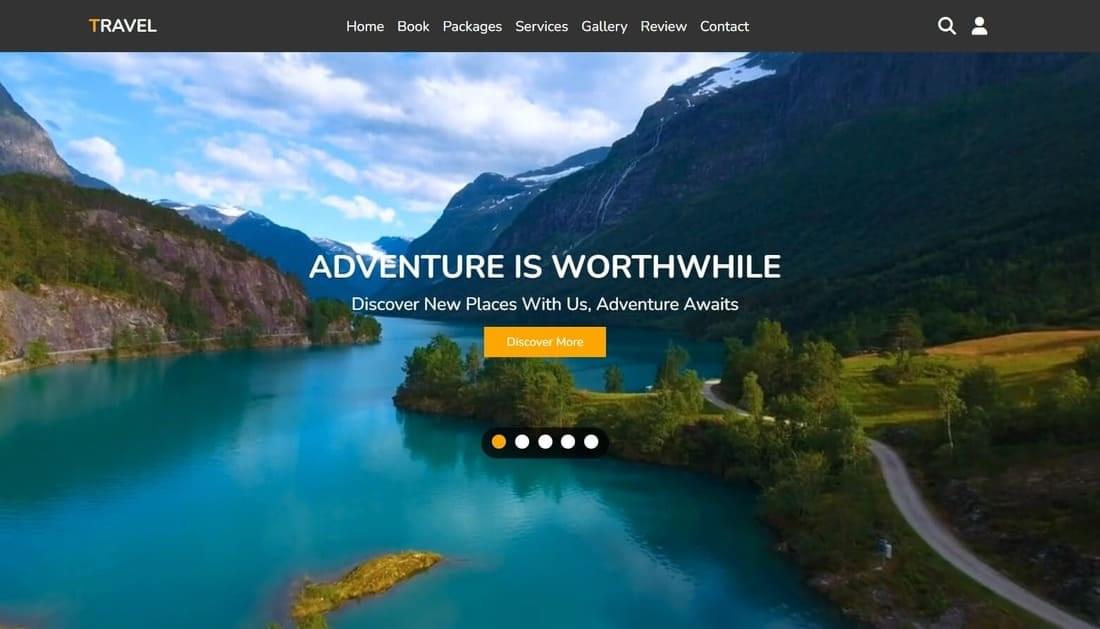 TRAVEL
Home Book Packages Services Gallery Review Contact
ADVENTURE IS WORTHWHILE
Discover New Places With Us, Adventure Awaits
Discover More